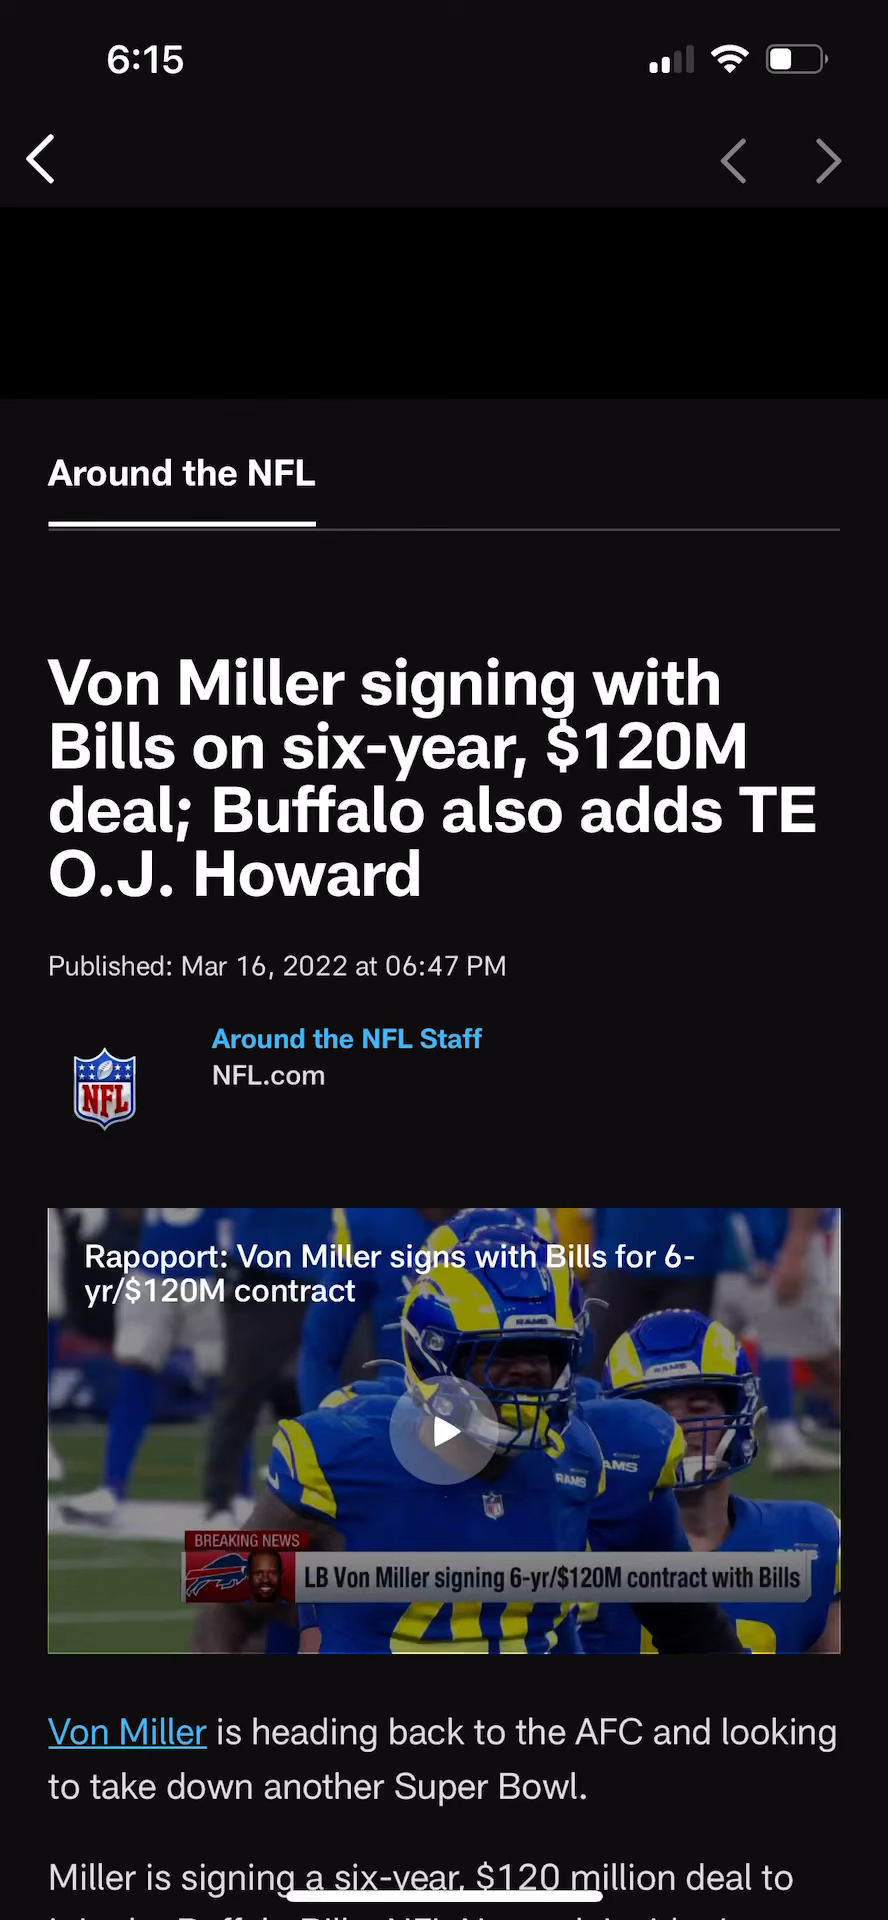 6:15
Around the NFL
Von Miller signing with
Bills on six-year, $120M
deal; Buffalo also adds TE
O.J. Howard
Published: Mar 16, 2022 at 06:47 PM
Around the NFL Staff
NFL.com
NFL
Rapoport: Von Miller signs with Bills for 6-
yr/$120M contract
RAMS
RAMS
RAMS
BREAKING NEWS
LB Von Miller signing 6-yr/$120M contract with Bills
Von Miller is heading back to the AFC and looking
to take down another Super Bowl.
Miller is signing a six-year, $120 million deal to